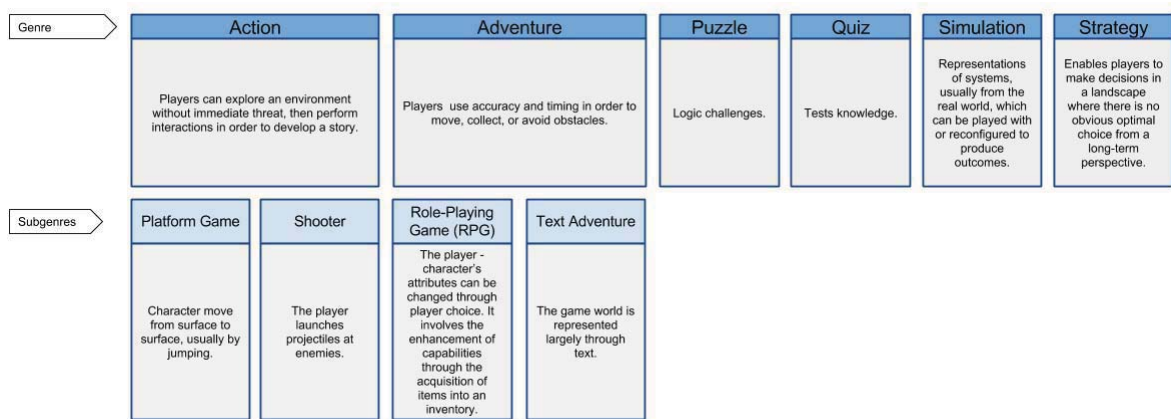 Genre
Action
Adventure
Puzzle
Quiz
Simulation
Strategy
Players can explore an environment
without immediate threat, then perform
interactions in order to develop a story.
Players use accuracy and timing in order to
move, collect, or avoid obstacles.
Logic challenges.
Tests knowledge.
Representations
of systems,
usually from the
real world, which
can be played with
or reconfigured to
produce
outcomes.
Enables players to
make decisions in
a landscape
where there is no
obvious optimal
choice from a
long-term
perspective.
Subgenres
Platform Game
Shooter
Role-Playing
Game (RPG)
Text Adventure
Character move
from surface to
surface, usually by
jumping.
The player
launches
projectiles at
enemies.
The player -
character's
attributes can be
changed through
player choice. It
involves the
enhancement of
capabilities
through the
acquisition of
items into an
inventory.
The game world is
represented
largely through
text.